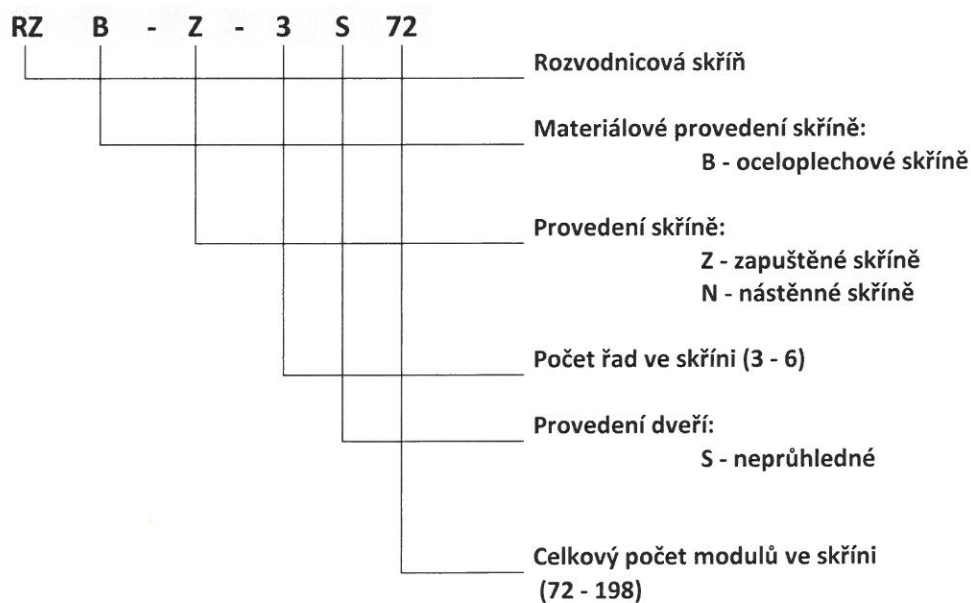 RZ B - Z - 3 S 72
Rozvodnicová skříň
Materiálové provedení skříně:
B - oceloplechové skříně
Provedení skříně:
Z - zapuštěné skříně
N - nástěnné skříně
Počet řad ve skříni (3 - 6)
Provedení dveří:
S - neprůhledné
Celkový počet modulů ve skříni
(72 - 198)